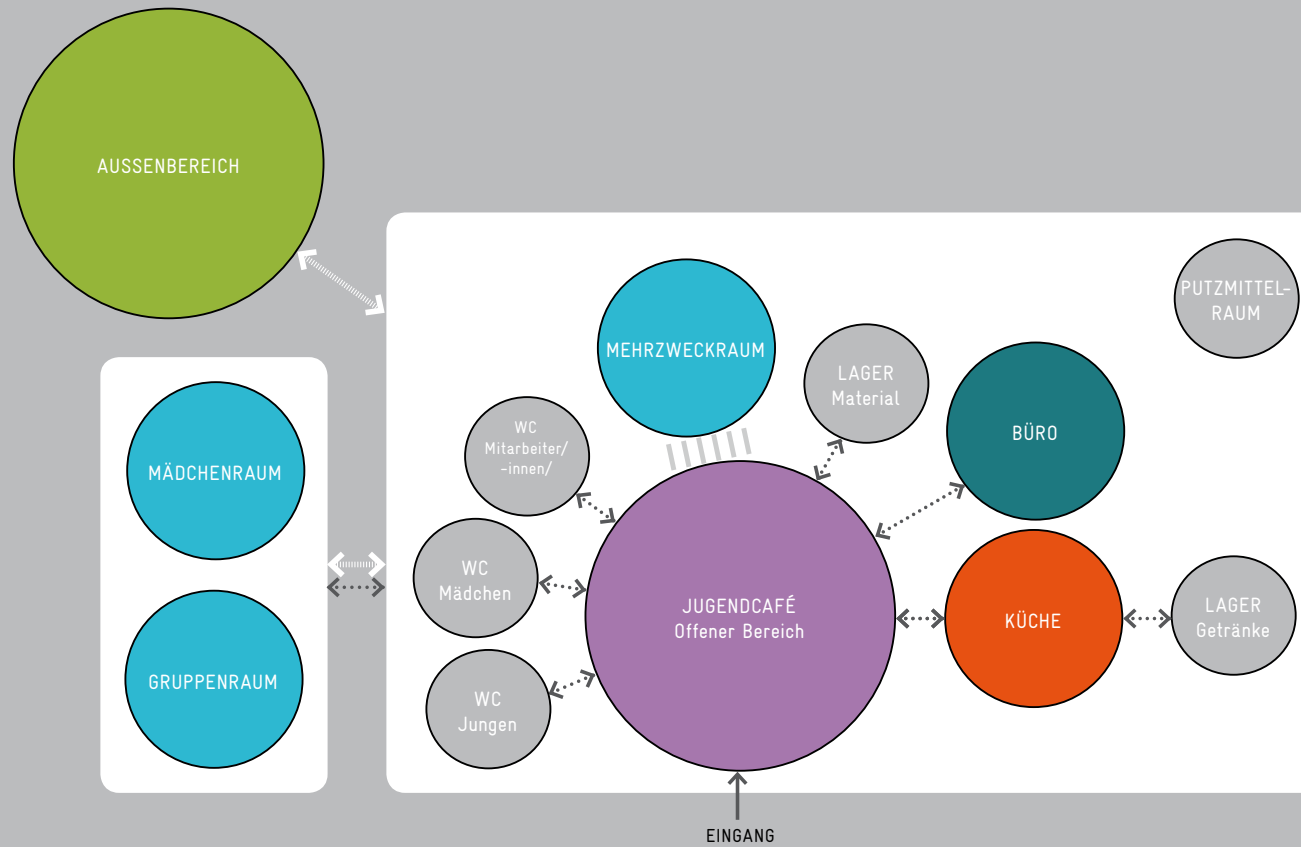 AUSSENBEREICH
PUTZMITTEL-
RAUM
MEHRZWECKRAUM
LAGER
Material
BÜRO
WC
Mitarbeiter/
-innen/
MÄDCHENRAUM
WC
Mädchen
JUGENDCAFÉ
Offener Bereich
KÜCHE
LAGER
Getränke
GRUPPENRAUM
WC
Jungen
EINGANG